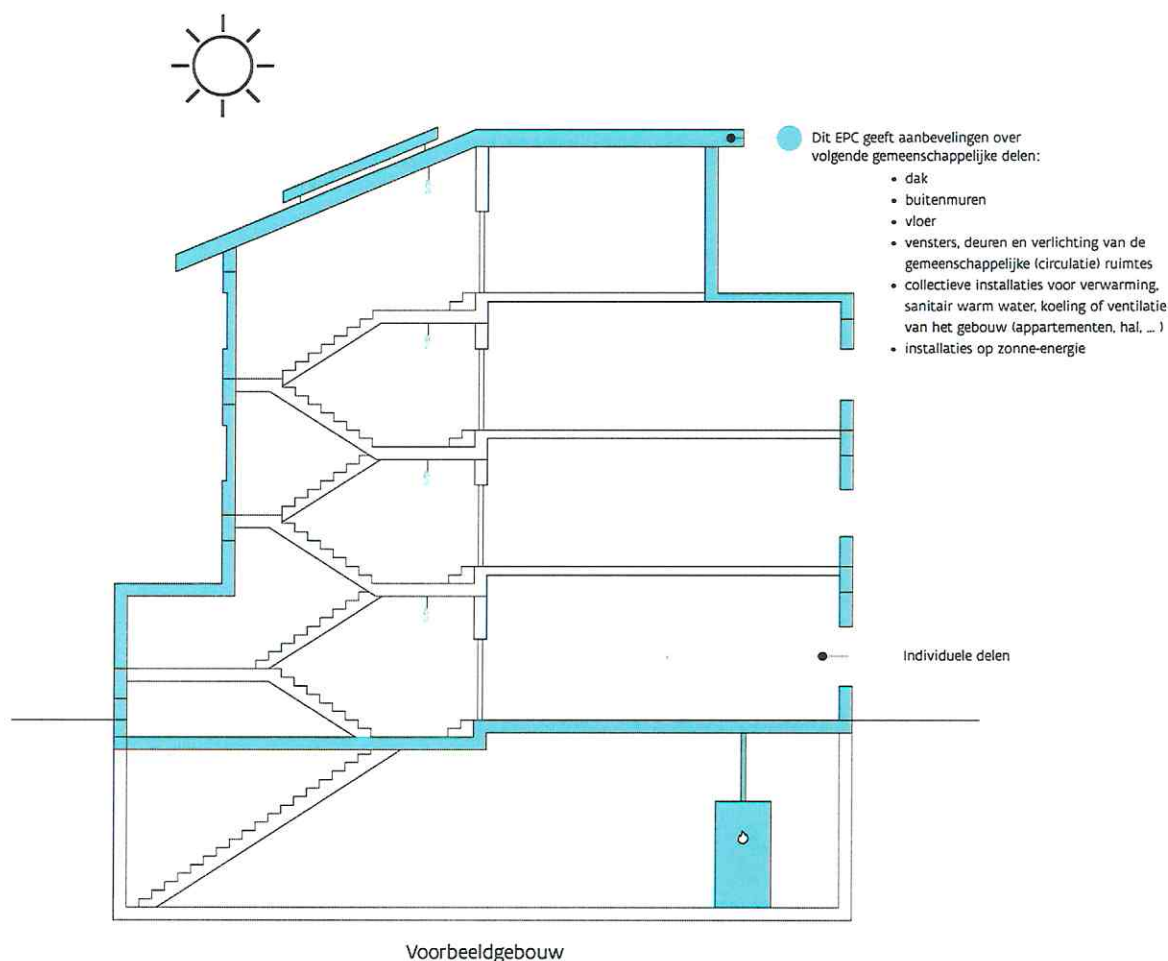 Dit EPC geeft aanbevelingen over
volgende gemeenschappelijke delen:
• dak
• buitenmuren
• vloer
• vensters, deuren en verlichting van de
gemeenschappelijke (circulatie) ruimtes
• collectieve installaties voor verwarming,
sanitair warm water, koeling of ventilatie
van het gebouw (appartementen, hal, ... )
• installaties op zonne-energie
Individuele delen
Voorbeeldgebouw